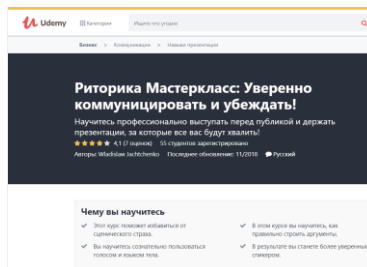 Udemy Категории Ищите что угодно
Бизнес > Коммуникации > Навыки презентации
Риторика Мастеркласс: Уверенно
коммуницировать и убеждать!
Научитесь профессионально выступать перед публикой и держать
презентации, за которые все вас будут хвалить!
4,1 (7 оценок) 55 студентов зарегистрировано
Авторы: Wladislaw Jachtchenko Последнее обновление: 11/2018 Русский
Чему вы научитесь
✓ Этот курс поможет избавиться от
сценического страха.
✓ Вы научитесь сознательно пользоваться
голосом и языком тела.
✓ В этом курсе вы научитесь, как
правильно строить аргументы.
✓ В результате вы станете более уверенным
спикером.